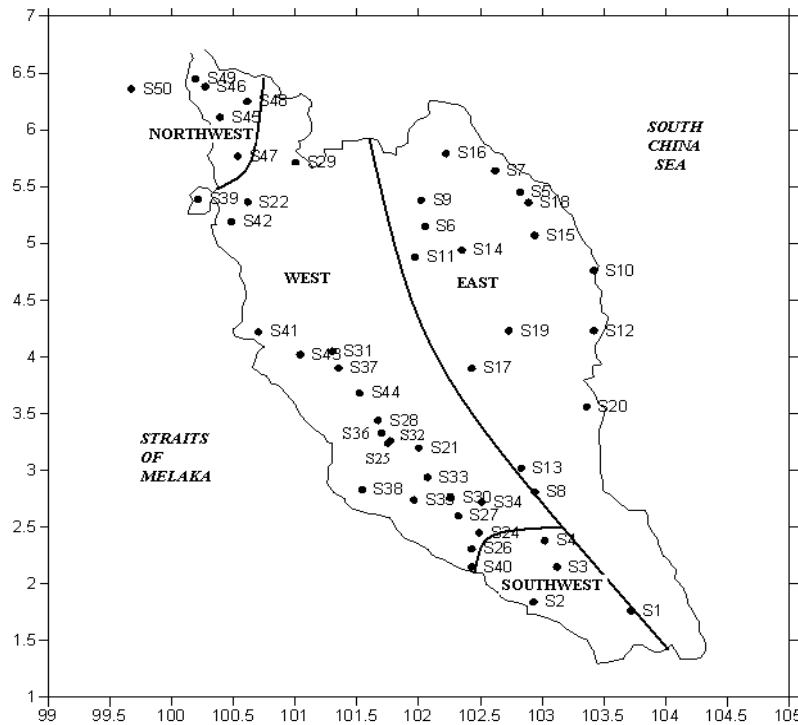 7
6.5
6
5.5
5
4.5
4
3.5
3
2.5
2
1.5
1
99
99.5
100
100.5
101
101.5
102
102.5
103
103.5
104
104.5
105
S49
S50
S46
S48
S45
NORTHWEST
S47
S29
S39
S22
S42
WEST
S41
S43
S31
S37
S44
S28
S36
S32
S25
S21
S33
S38
S35
S30
S34
S27
S24
S26
S40
SOUTHWEST
S4
S3
S2
S1
S16
S7
S5
S18
S9
S6
S15
S14
S11
EAST
S10
S19
S12
S17
S20
S13
S8
SOUTH
CHINA
SEA
STRAITS
OF
MELAKA